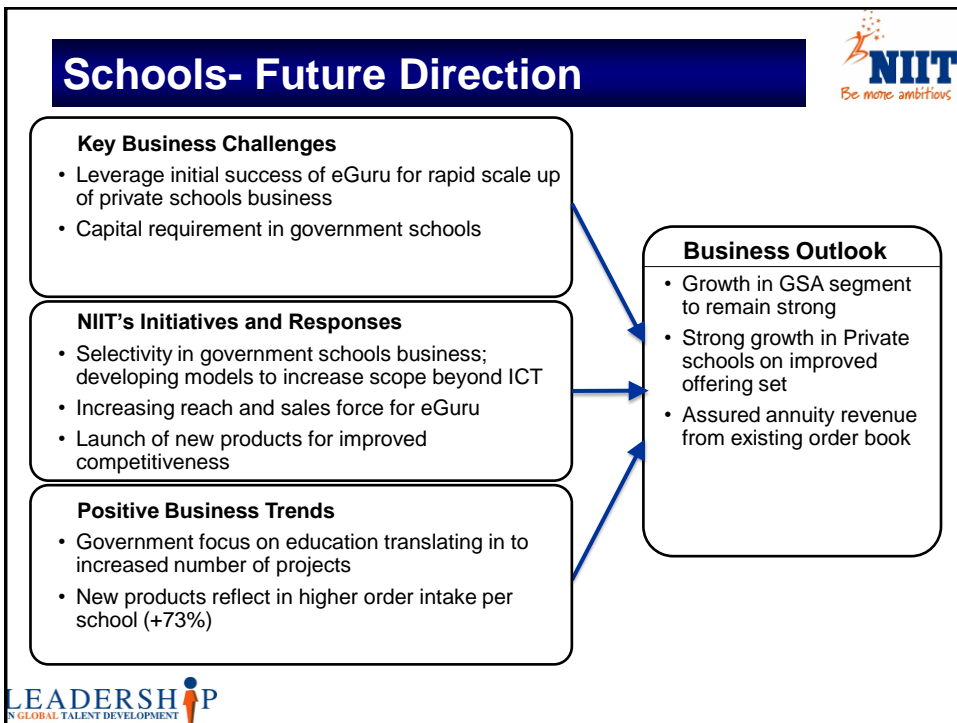 Schools- Future Direction
NIIT
Be more ambitious
Key Business Challenges
• Leverage initial success of eGuru for rapid scale up
of private schools business
• Capital requirement in government schools
NIIT's Initiatives and Responses
• Selectivity in government schools business;
developing models to increase scope beyond ICT
• Increasing reach and sales force for eGuru
• Launch of new products for improved
competitiveness
Positive Business Trends
• Government focus on education translating in to
increased number of projects
• New products reflect in higher order intake per
school (+73%)
Business Outlook
• Growth in GSA segment
to remain strong
• Strong growth in Private
schools on improved
offering set
• Assured annuity revenue
from existing order book
LEADERSHIP
N GLOBAL TALENT DEVELOPMENT